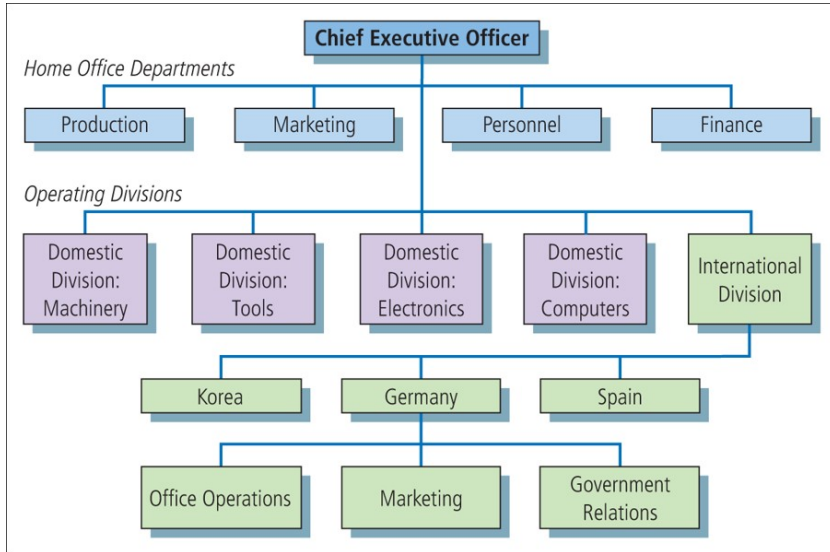 Chief Executive Officer
Home Office Departments
Production
Marketing
Personnel
Finance
Operating Divisions
Domestic
Division:
Machinery
Domestic
Division:
Tools
Domestic
Division:
Electronics
Domestic
Division:
Computers
International
Division
Korea
Germany
Spain
Office Operations
Marketing
Government
Relations